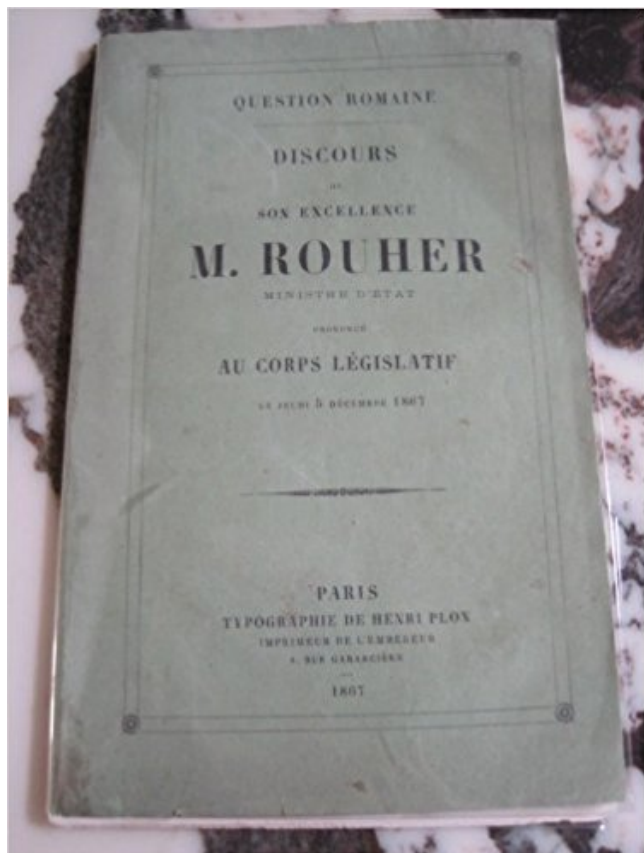 QUESTION ROMAINE
DISCOURS
DE
SON EXCELLENCE
M. ROUHER
MINISTRE D'ÉTAT
PRONONCÉ
AU CORPS LÉGISLATIF
LE JEUDI 5 DÉCEMBRE 1867
PARIS
TYPOGRAPHIE DE HENRI PLON
IMPRIMEUR DE L'EMPEREUR
8, RUE GARANCIÈRE
1867